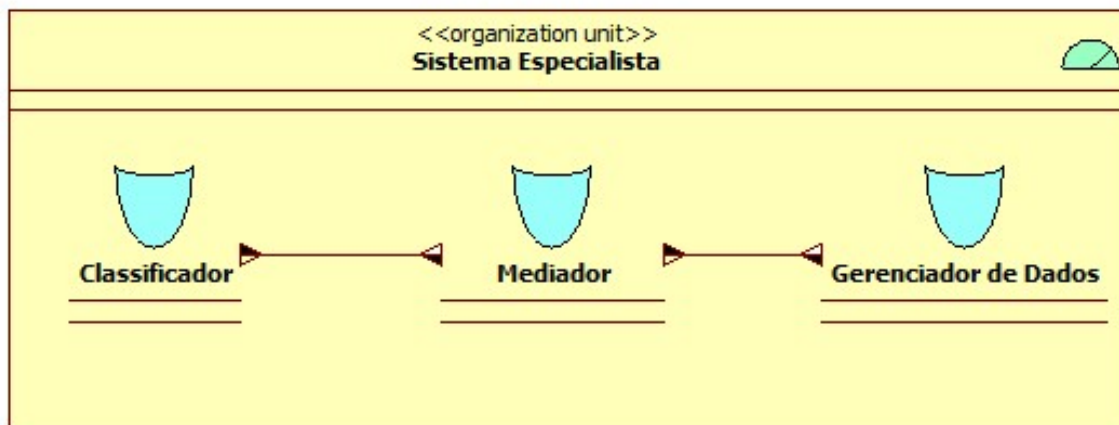 <<organization unit>>
Sistema Especialista
Classificador
Mediador
Gerenciador de Dados